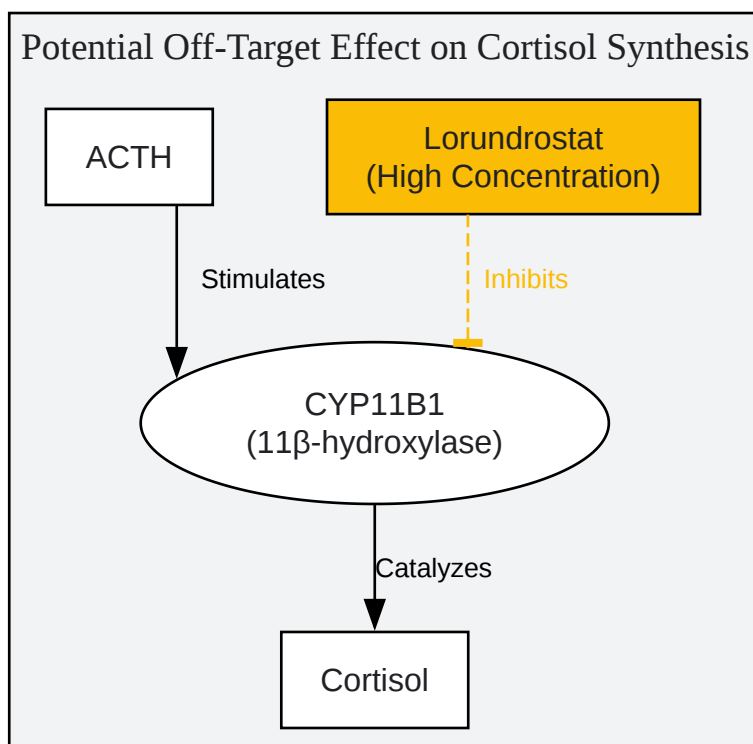 Potential Off-Target Effect on Cortisol Synthesis
ACTH
Lorundrostat
(High Concentration)
Stimulates
Inhibits
CYP11B1
(11β-hydroxylase)
Catalyzes
Cortisol